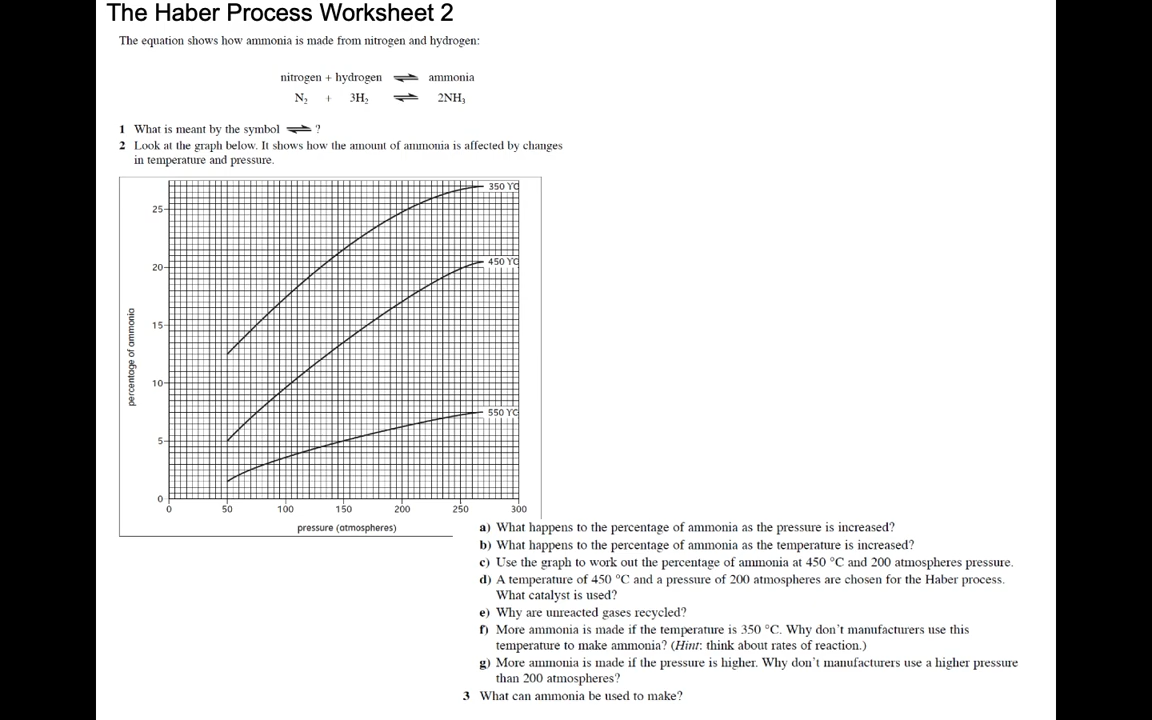 The Haber Process Worksheet 2
The equation shows how ammonia is made from nitrogen and hydrogen:
nitrogen + hydrogen ⇌ ammonia
N₂ + 3H₂ ⇌ 2NH₃
1 What is meant by the symbol ⇌ ?
2 Look at the graph below. It shows how the amount of ammonia is affected by changes
in temperature and pressure.
percentage of ammonia
25
20
15
10
5
0
350 YC
450 YC
550 YC
0 50 100 150 200 250 300
pressure (atmospheres)
a) What happens to the percentage of ammonia as the pressure is increased?
b) What happens to the percentage of ammonia as the temperature is increased?
c) Use the graph to work out the percentage of ammonia at 450 °C and 200 atmospheres pressure.
d) A temperature of 450 °C and a pressure of 200 atmospheres are chosen for the Haber process.
What catalyst is used?
e) Why are unreacted gases recycled?
f) More ammonia is made if the temperature is 350 °C. Why don't manufacturers use this
temperature to make ammonia? (Hint: think about rates of reaction.)
g) More ammonia is made if the pressure is higher. Why don't manufacturers use a higher pressure
than 200 atmospheres?
3 What can ammonia be used to make?